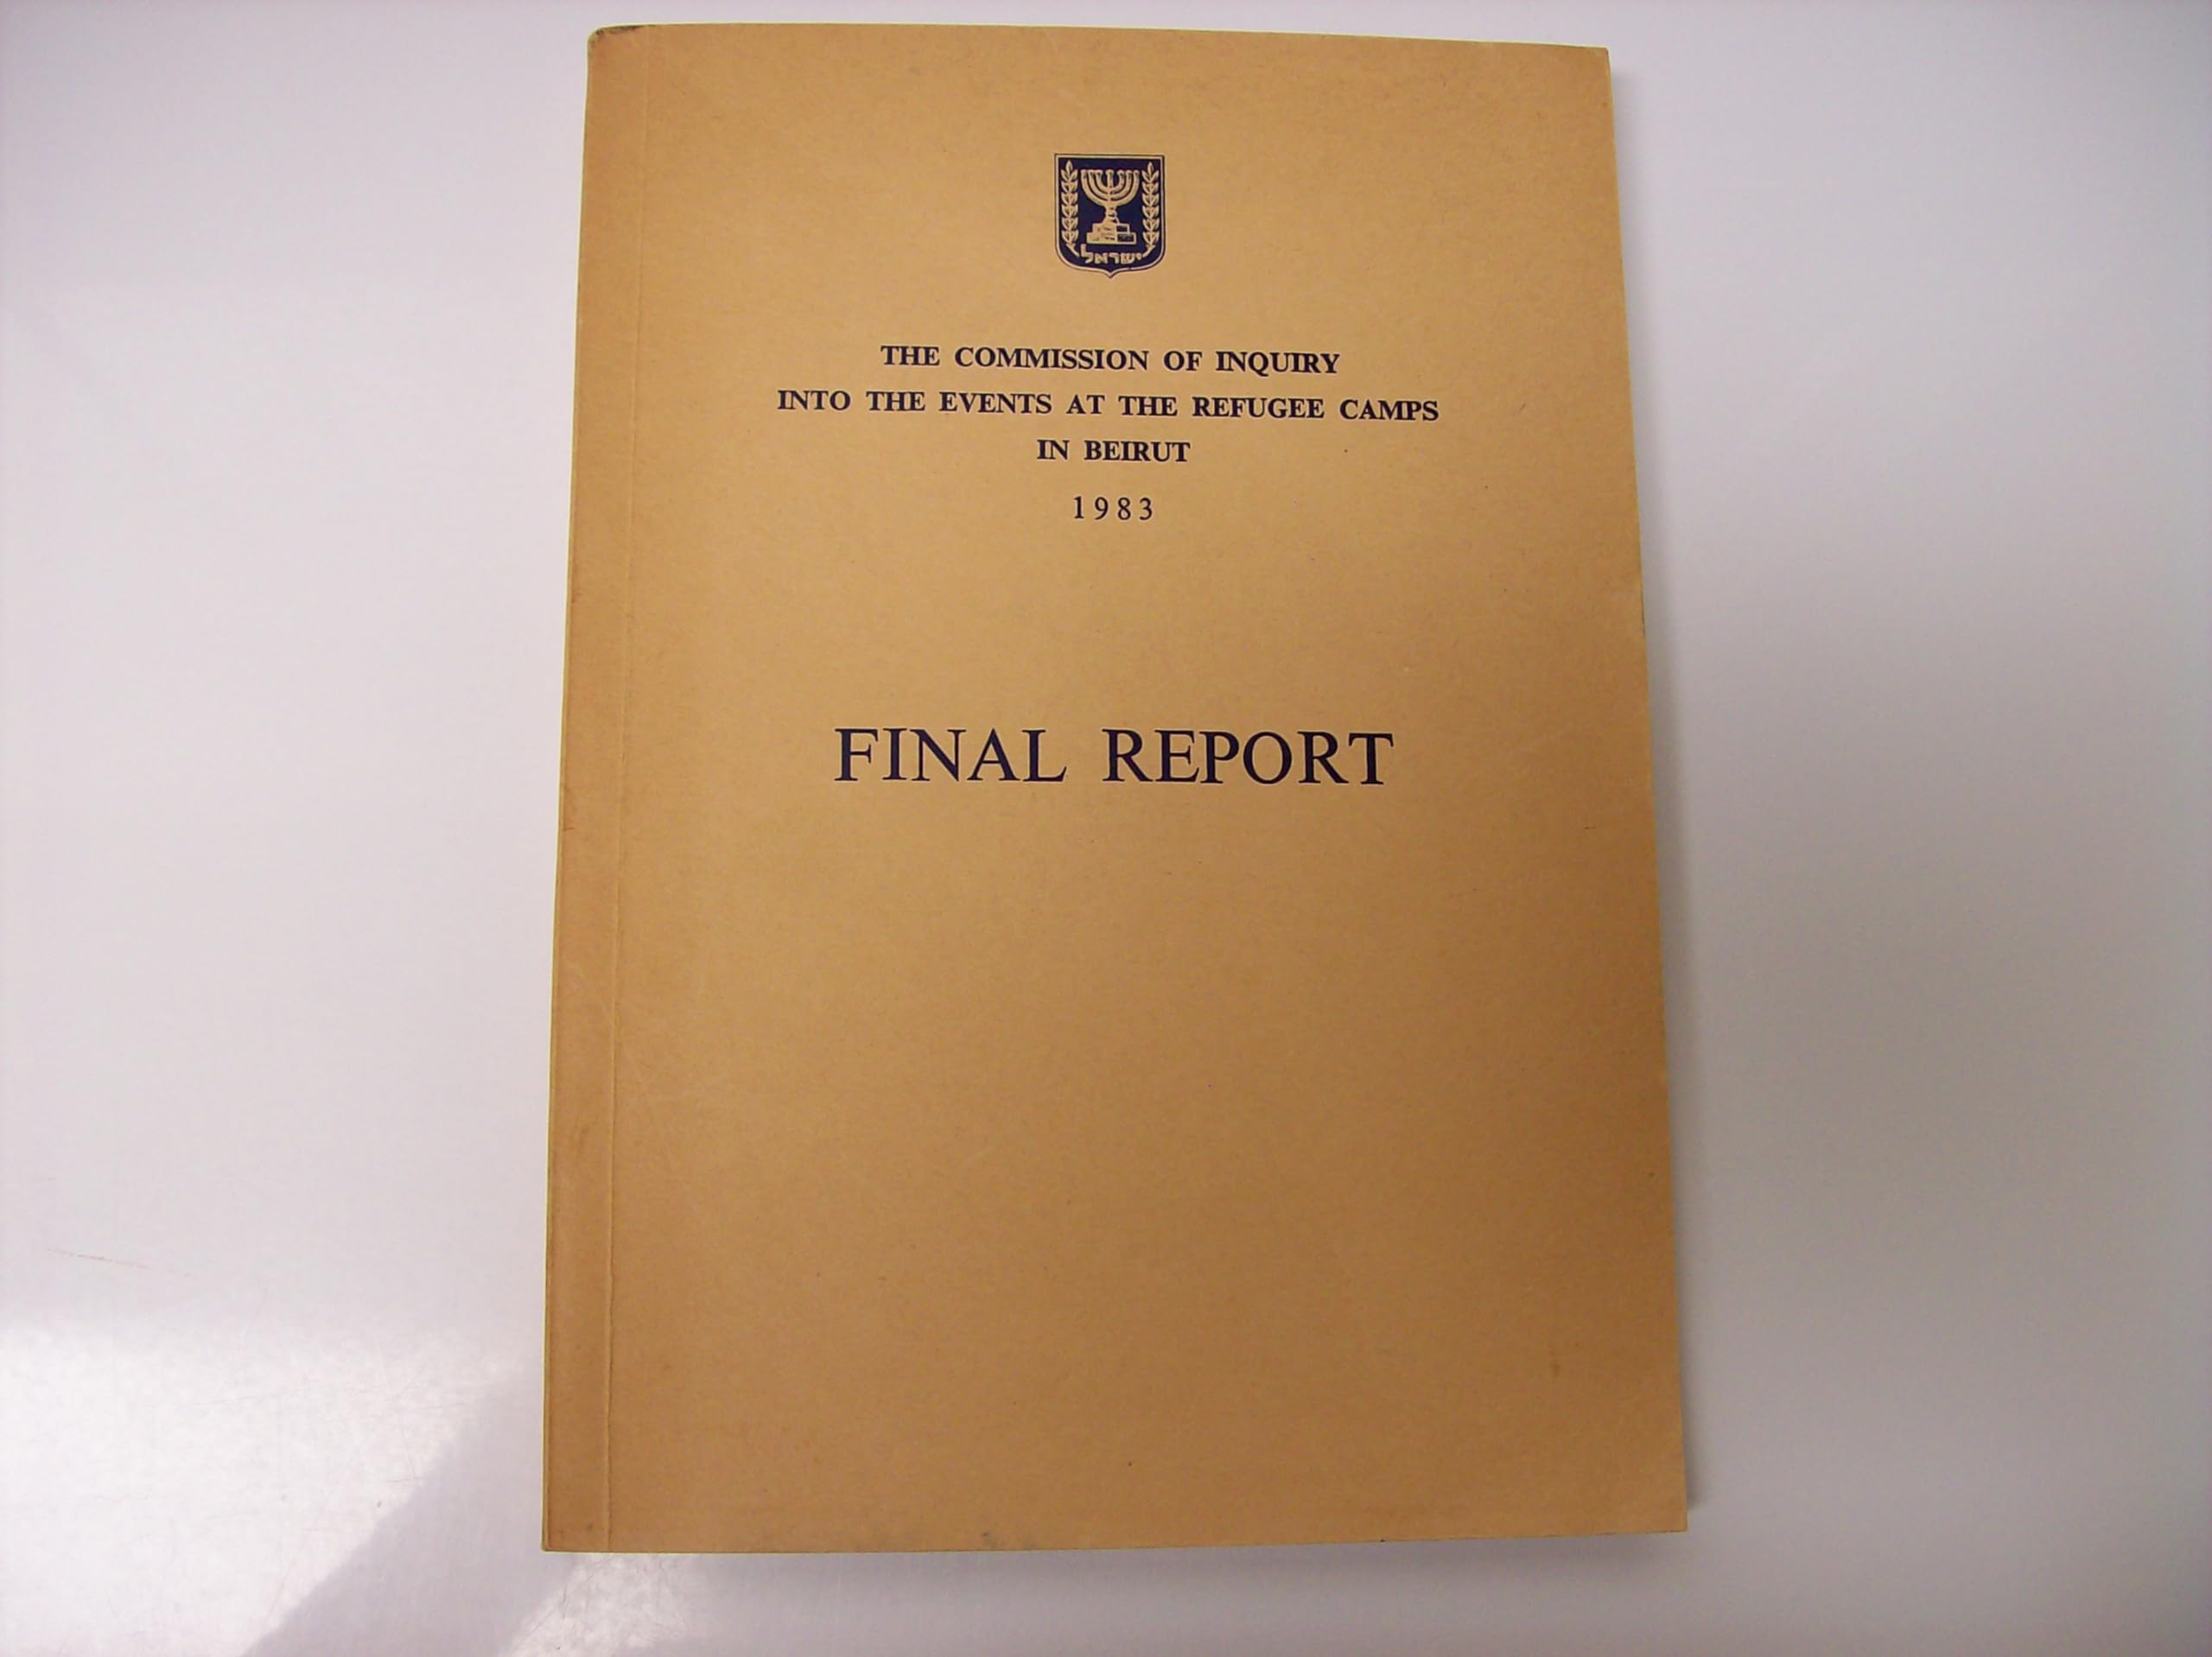 ישראל
THE COMMISSION OF INQUIRY
INTO THE EVENTS AT THE REFUGEE CAMPS
IN BEIRUT
1983
FINAL REPORT